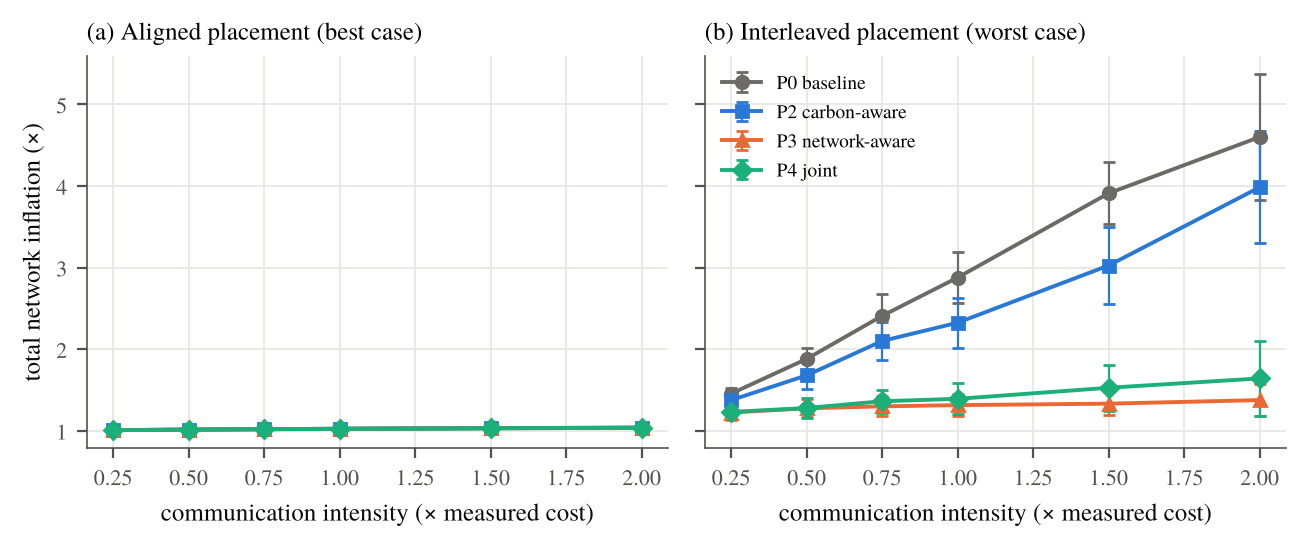 (a) Aligned placement (best case)
total network inflation (×)
5
4
3
2
1
0.25 0.50 0.75 1.00 1.25 1.50 1.75 2.00
communication intensity (× measured cost)
(b) Interleaved placement (worst case)
P0 baseline
P2 carbon-aware
P3 network-aware
P4 joint
0.25 0.50 0.75 1.00 1.25 1.50 1.75 2.00
communication intensity (× measured cost)